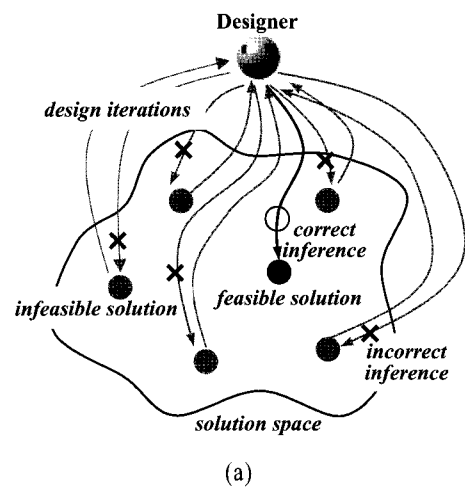 Designer
design iterations
correct
inference
infeasible solution
feasible solution
incorrect
inference
solution space
(a)